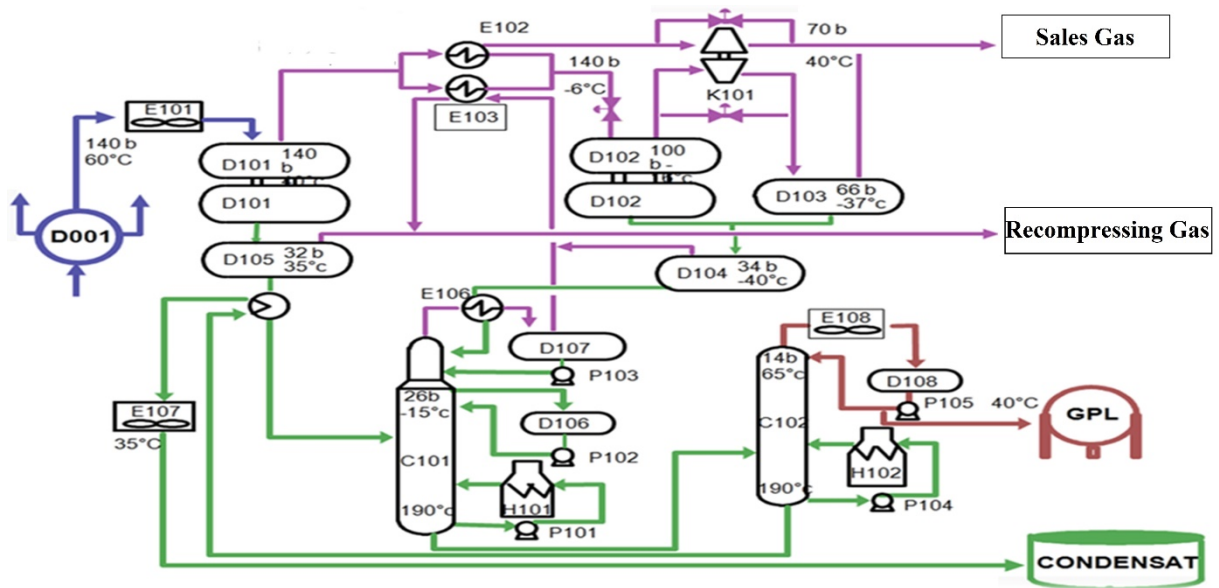 E102
70 b
Sales Gas
140 b
-6°C
40°C
K101
E101
140 b
60°C
E103
D101
140
b
D101
D102
100
b -
D102
D103
66 b
-37°c
D001
Recompressing Gas
D105
32 b
35°c
D104
34 b
-40°c
E106
E108
D107
P103
14b
65°c
D108
P105
40°C
GPL
E107
35°C
26b
-15°c
D106
P102
C101
C102
H101
H102
190°c
P101
190°c
P104
CONDENSAT